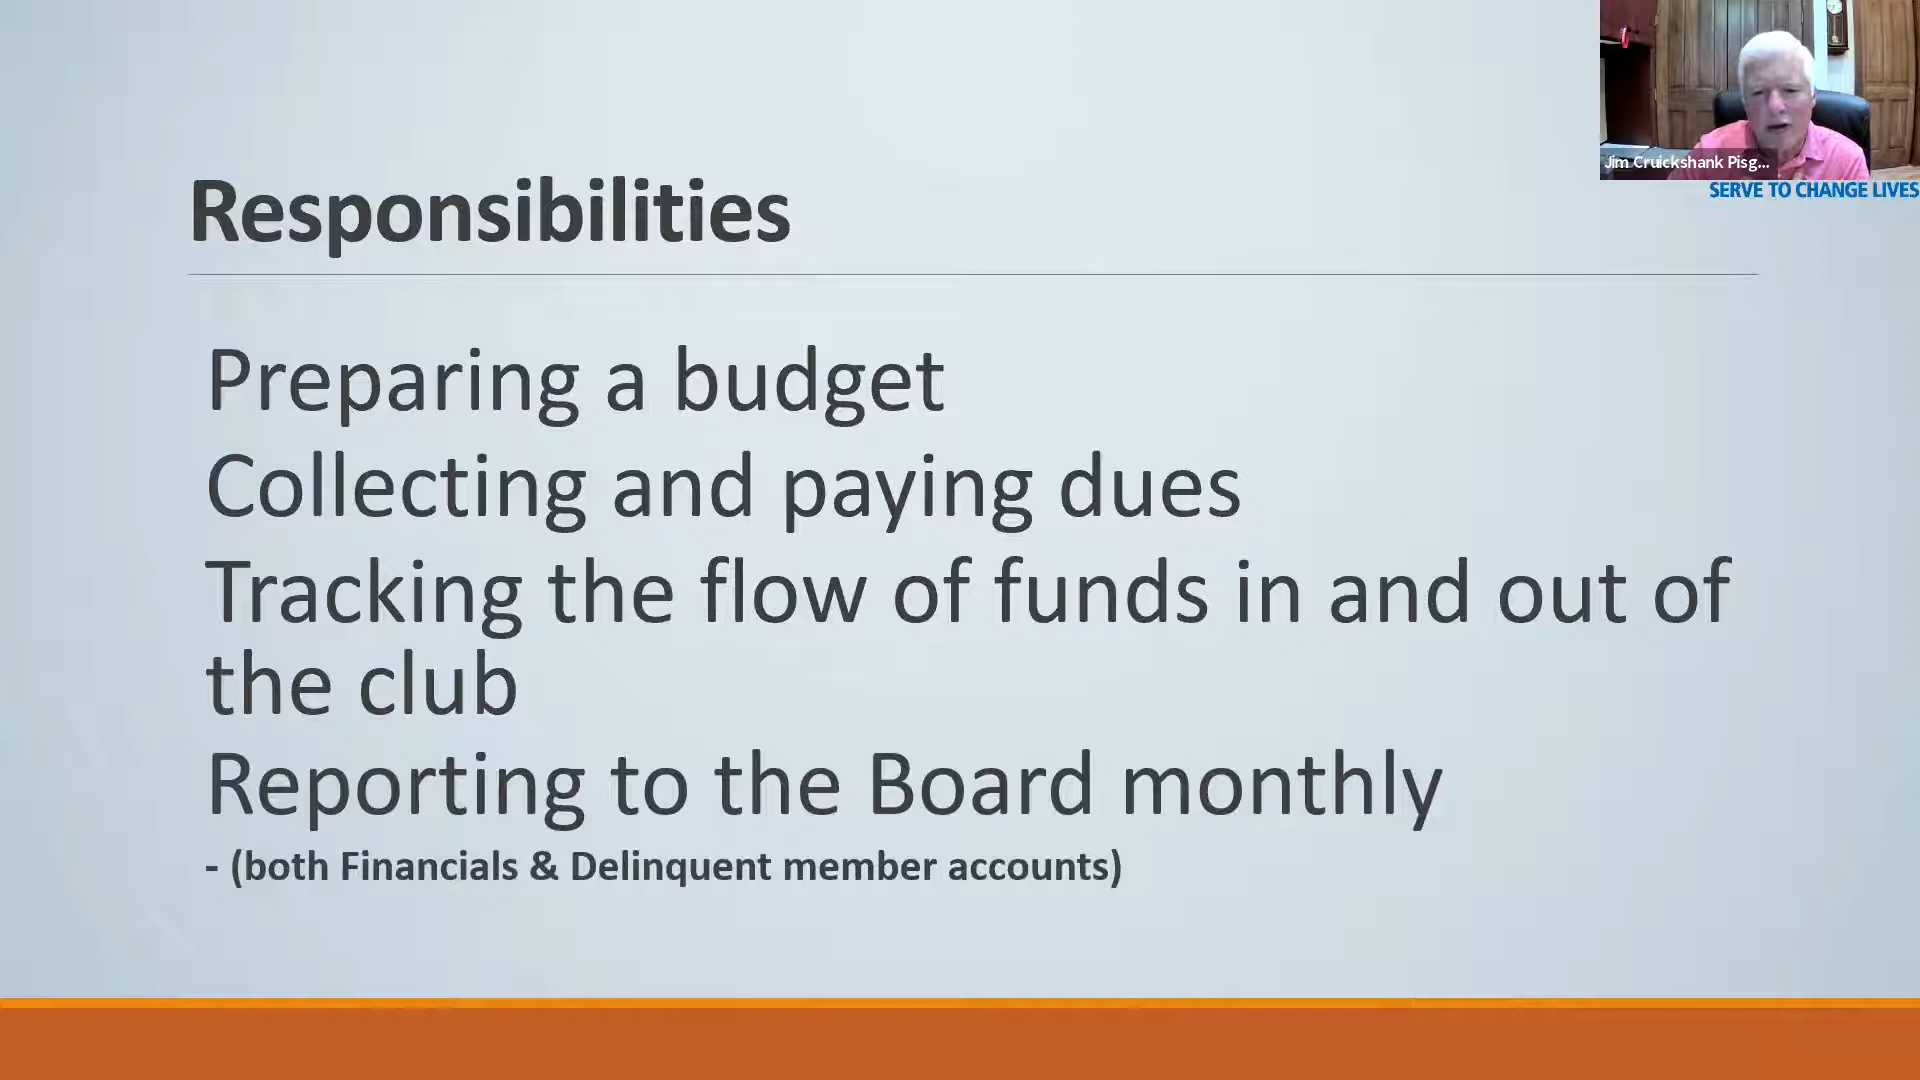 Jim Cruickshank Pisg...
SERVE TO CHANGE LIVES
Responsibilities
Preparing a budget
Collecting and paying dues
Tracking the flow of funds in and out of
the club
Reporting to the Board monthly
- (both Financials & Delinquent member accounts)